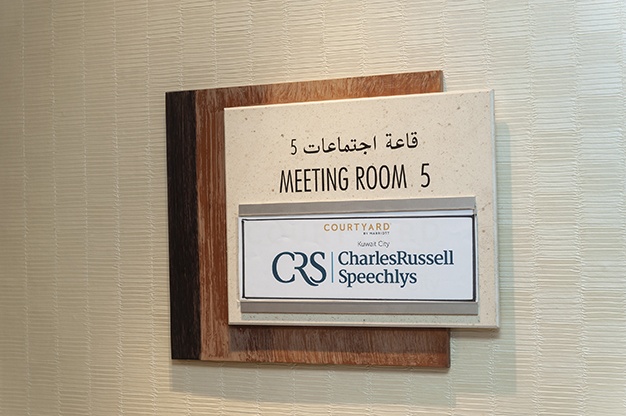 قاعة اجتماعات 5
MEETING ROOM 5
COURTYARD
BY MARRIOTT
Kuwait City
CRS | CharlesRussell
Speechlys